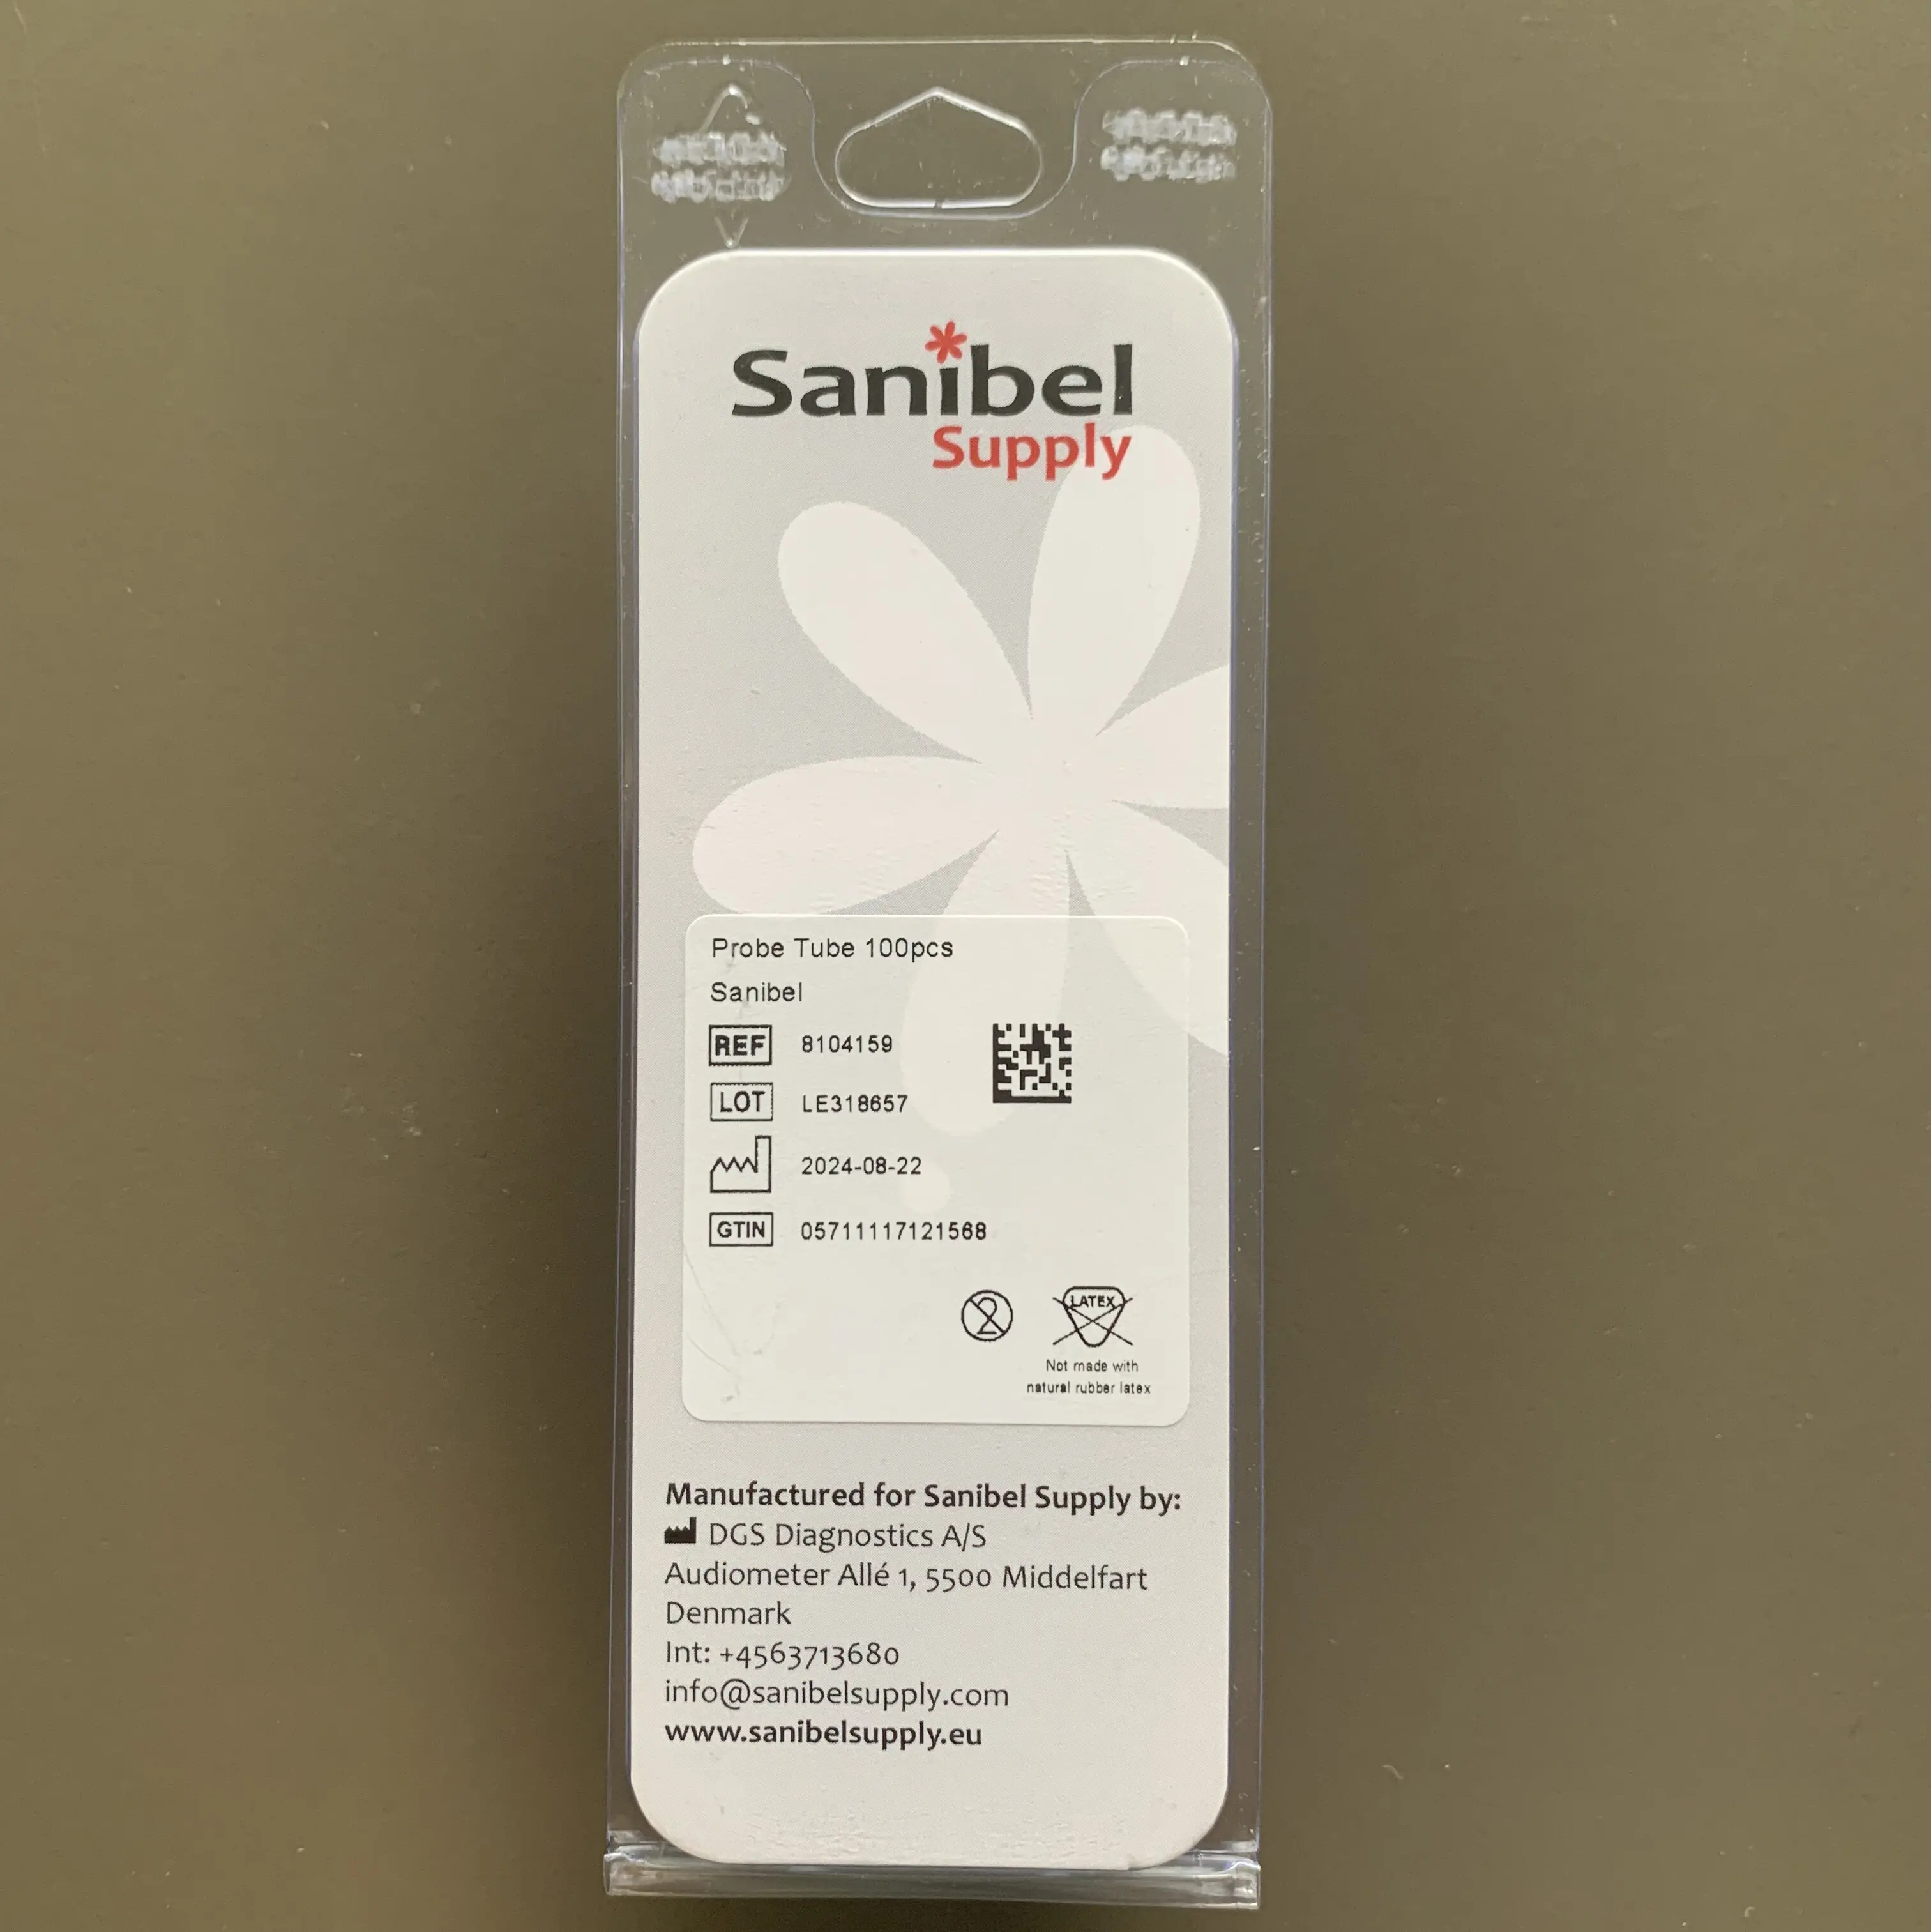 Sanibel
Supply
Probe Tube 100pcs
Sanibel
REF 8104159
LOT LE318657
2024-08-22
GTIN 05711117121568
2
LATEX
Not made with
natural rubber latex
Manufactured for Sanibel Supply by:
DGS Diagnostics A/S
Audiometer Allé 1, 5500 Middelfart
Denmark
Int: +4563713680
info@sanibelsupply.com
www.sanibelsupply.eu